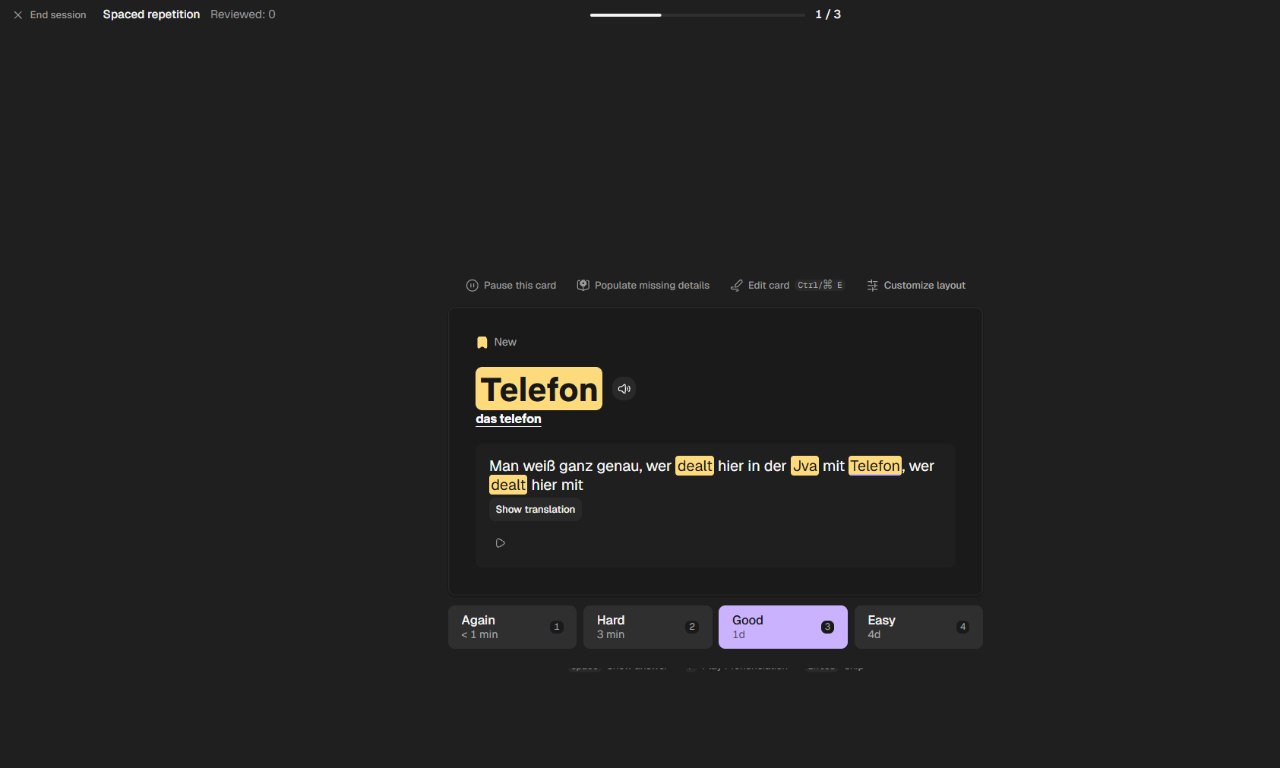 End session Spaced repetition Reviewed: 0 1 / 3
Pause this card Populate missing details Edit card Ctrl/⌘ E Customize layout
New
Telefon
das telefon
Man weiß ganz genau, wer dealt hier in der Jva mit Telefon, wer
dealt hier mit
Show translation
Again 1 Hard 2 Good 3 Easy 4
< 1 min 3 min 1d 4d